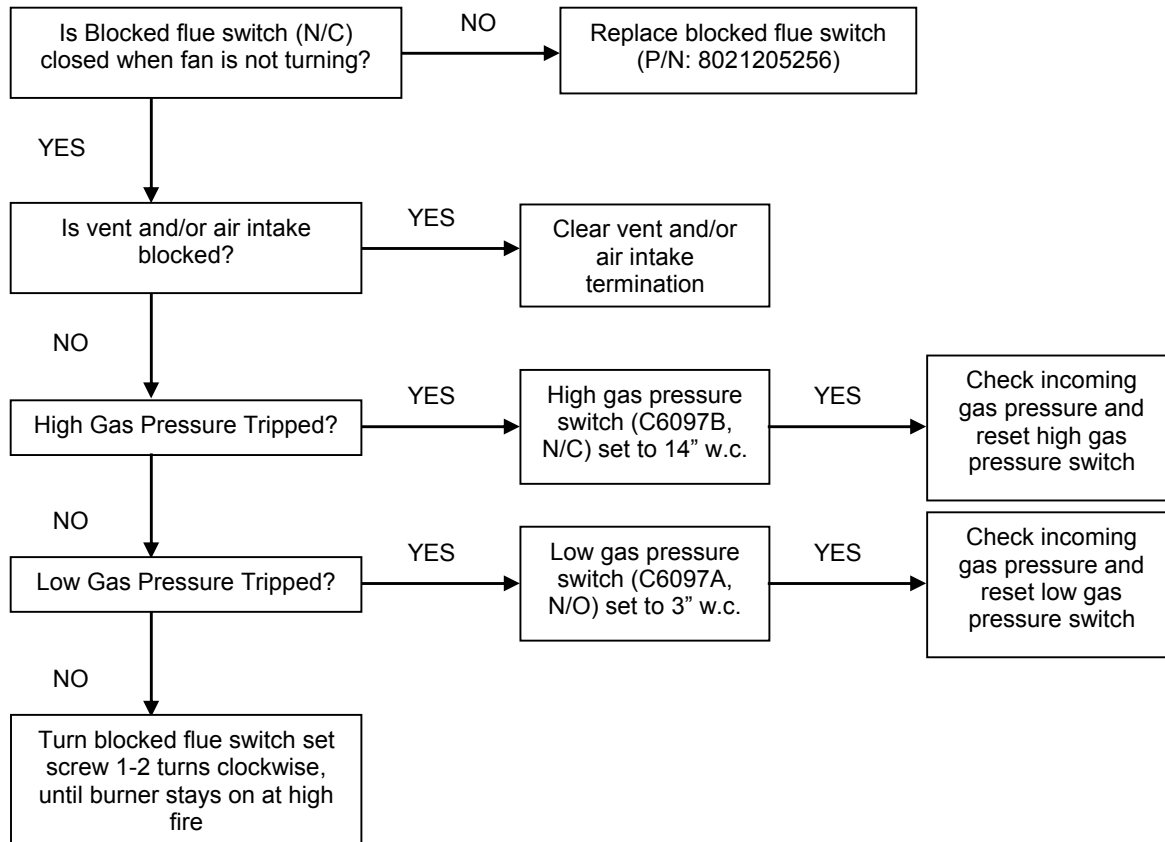 Is Blocked flue switch (N/C)
closed when fan is not turning?
NO
Replace blocked flue switch
(P/N: 8021205256)
YES
Is vent and/or air intake
blocked?
YES
Clear vent and/or
air intake
termination
NO
High Gas Pressure Tripped?
YES
High gas pressure
switch (C6097B,
N/C) set to 14” w.c.
YES
Check incoming
gas pressure and
reset high gas
pressure switch
NO
Low Gas Pressure Tripped?
YES
Low gas pressure
switch (C6097A,
N/O) set to 3” w.c.
YES
Check incoming
gas pressure and
reset low gas
pressure switch
NO
Turn blocked flue switch set
screw 1-2 turns clockwise,
until burner stays on at high
fire